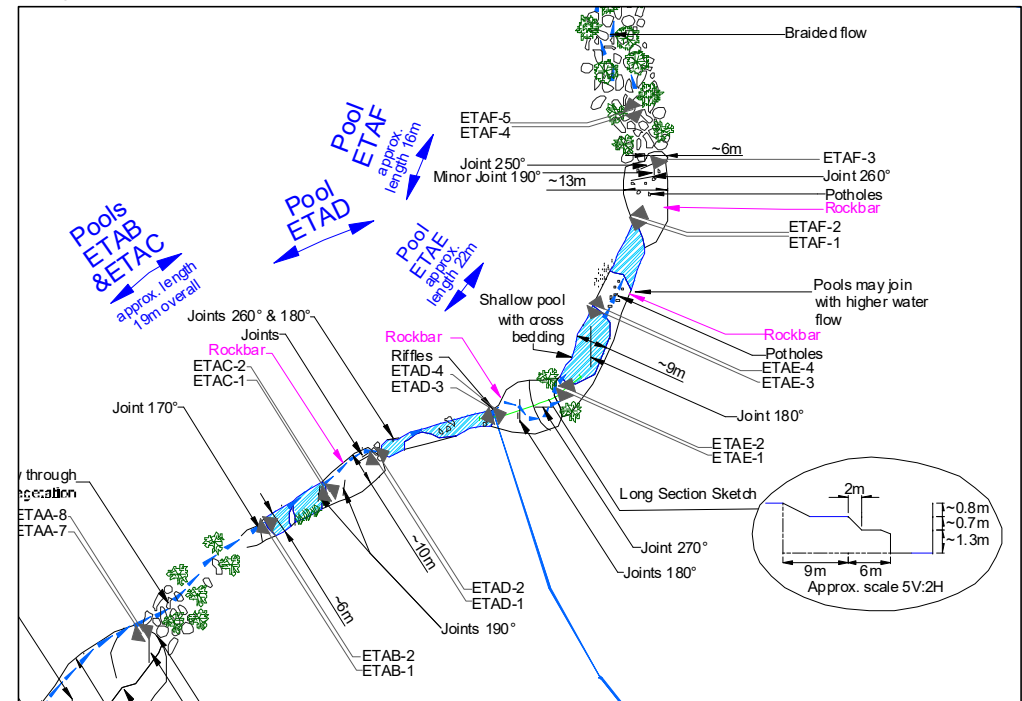 Braided flow
Pool
ETAF
approx.
length 16m
ETAF-5
ETAF-4
~6m
ETAF-3
Joint 250°
Minor Joint 190°
Joint 260°
~13m
Potholes
Rockbar
Pool
ETAD
ETAF-2
ETAF-1
Pools
ETAB
&ETAC
approx. length
19m overall
Pool
ETAE
approx.
length 22m
Pools may join
with higher water
flow
Shallow pool
with cross
bedding
Joints 260° & 180°
Joints
Rockbar
Rockbar
Rockbar
Riffles
Potholes
ETAC-2
ETAC-1
ETAD-4
ETAD-3
ETAE-4
ETAE-3
~9m
Joint 170°
Joint 180°
ETAE-2
ETAE-1
through
Long Section Sketch
2m
~0.8m
~0.7m
~1.3m
9m
6m
Approx. scale 5V:2H
ETAA-8
ETAA-7
~10m
Joint 270°
Joints 180°
ETAD-2
ETAD-1
~6m
Joints 190°
ETAB-2
ETAB-1